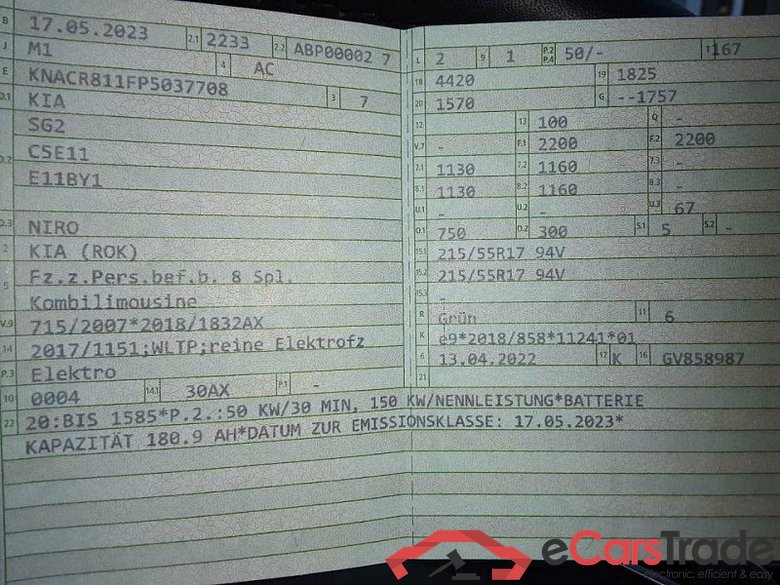 B 17.05.2023 2.1 2233 2.2 ABP00002 7
J M1 4 AC
E KNACR811FP5037708 3 7
D.1 KIA
SG2
D.2 C5E11
E11BY1
D.3 NIRO
2 KIA (ROK)
5 Fz.z.Pers.bef.b. 8 Spl.
Kombilimousine
V.9 715/2007*2018/1832AX
14 2017/1151;WLTP;reine Elektrofz
P.3 Elektro
10 0004 14.1 30AX P.1 -
22 20:BIS 1585*P.2.:50 KW/30 MIN, 150 KW/NENNLEISTUNG*BATTERIE
KAPAZITÄT 180.9 AH*DATUM ZUR EMISSIONSKLASSE: 17.05.2023*
L 2 9 1 P.2 P.4 50/- 167
18 4420 19 1825
20 1570 G --1757
12 13 100 Q -
V.7 - F.1 2200 F.2 2200
7.1 1130 7.2 1160 7.3 -
8.1 1130 8.2 1160 8.3 -
U.1 - U.2 - U.3 67
O.1 750 O.2 300 S.1 5 S.2 -
15.1 215/55R17 94V
15.2 215/55R17 94V
15.3 -
R Grün 11 6
K e9*2018/858*11241*01
6 13.04.2022 17 K 16 GV858987
21
eCarsTrade
electronic, efficient & easy